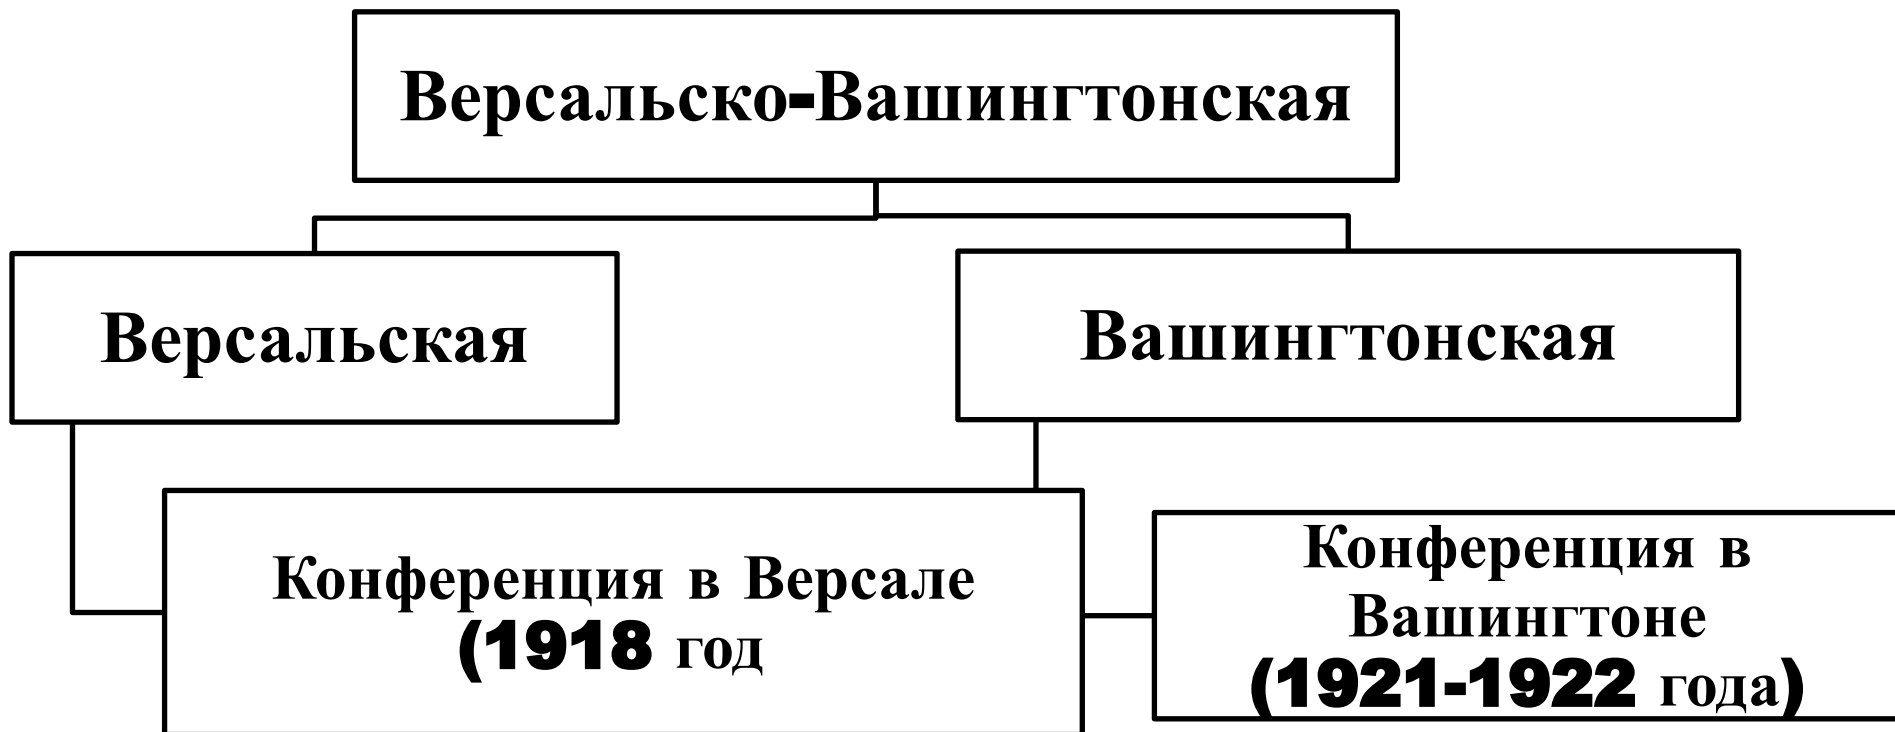 Версальско-Вашингтонская
Версальская
Вашингтонская
Конференция в Версале
(1918 год
Конференция в
Вашингтоне
(1921-1922 года)